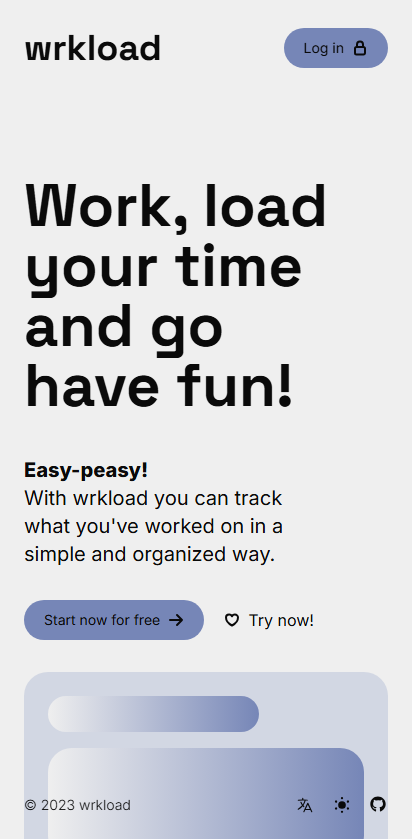 wrkload
Log in
Work, load
your time
and go
have fun!
Easy-peasy!
With wrkload you can track
what you've worked on in a
simple and organized way.
Start now for free
Try now!
© 2023 wrkload